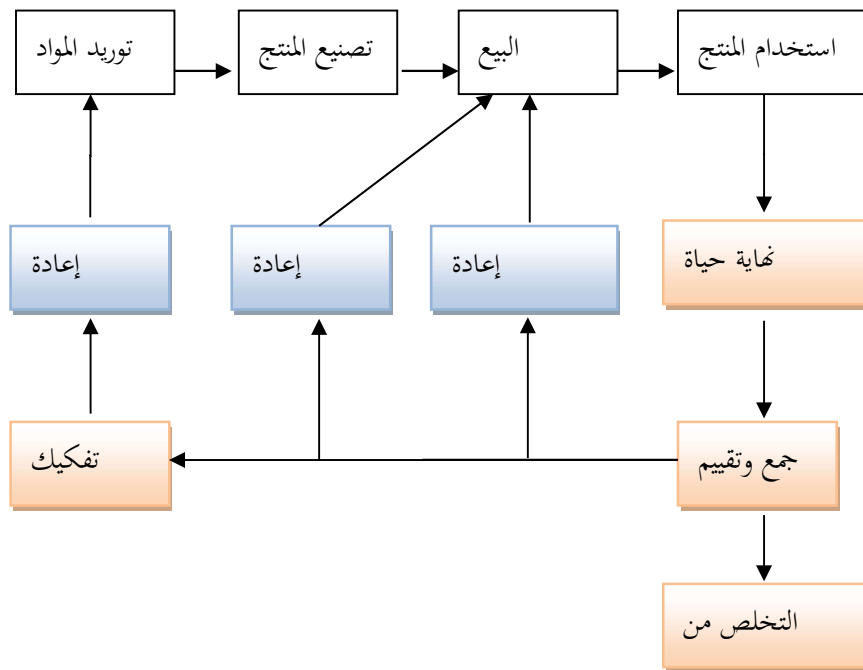 توريد المواد
تصنيع المنتج
البيع
استخدام المنتج
إعادة
إعادة
إعادة
نهاية حياة
تفكيك
جمع وتقييم
التخلص من